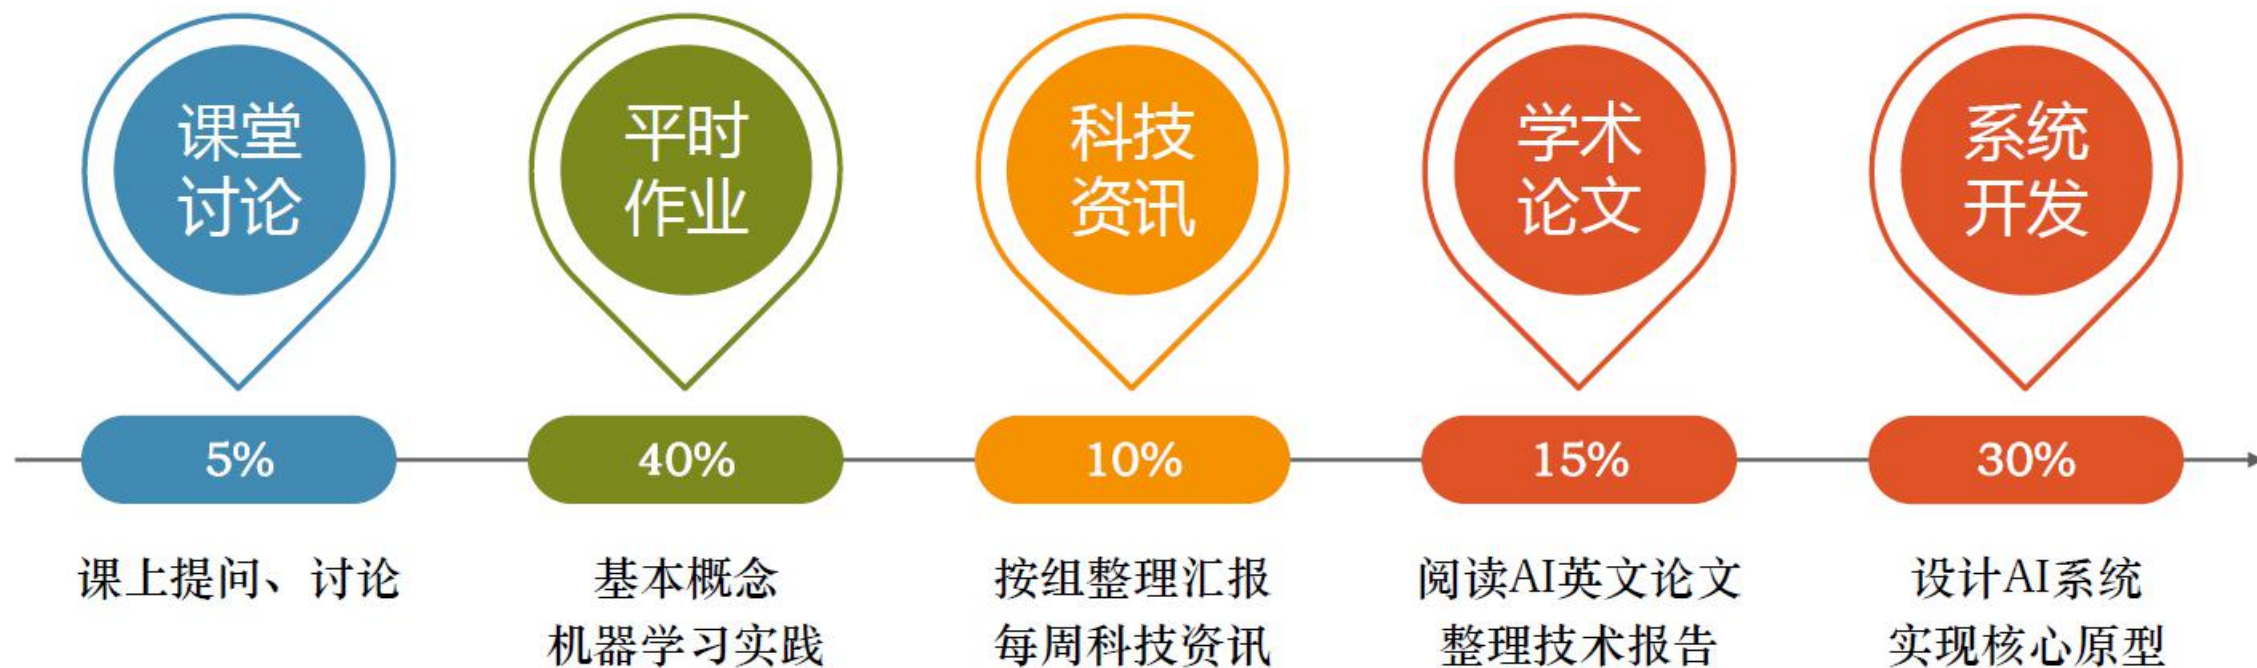 课堂
讨论
平时
作业
科技
资讯
学术
论文
系统
开发
5%
40%
10%
15%
30%
课上提问、讨论
基本概念
机器学习实践
按组整理汇报
每周科技资讯
阅读AI英文论文
整理技术报告
设计AI系统
实现核心原型